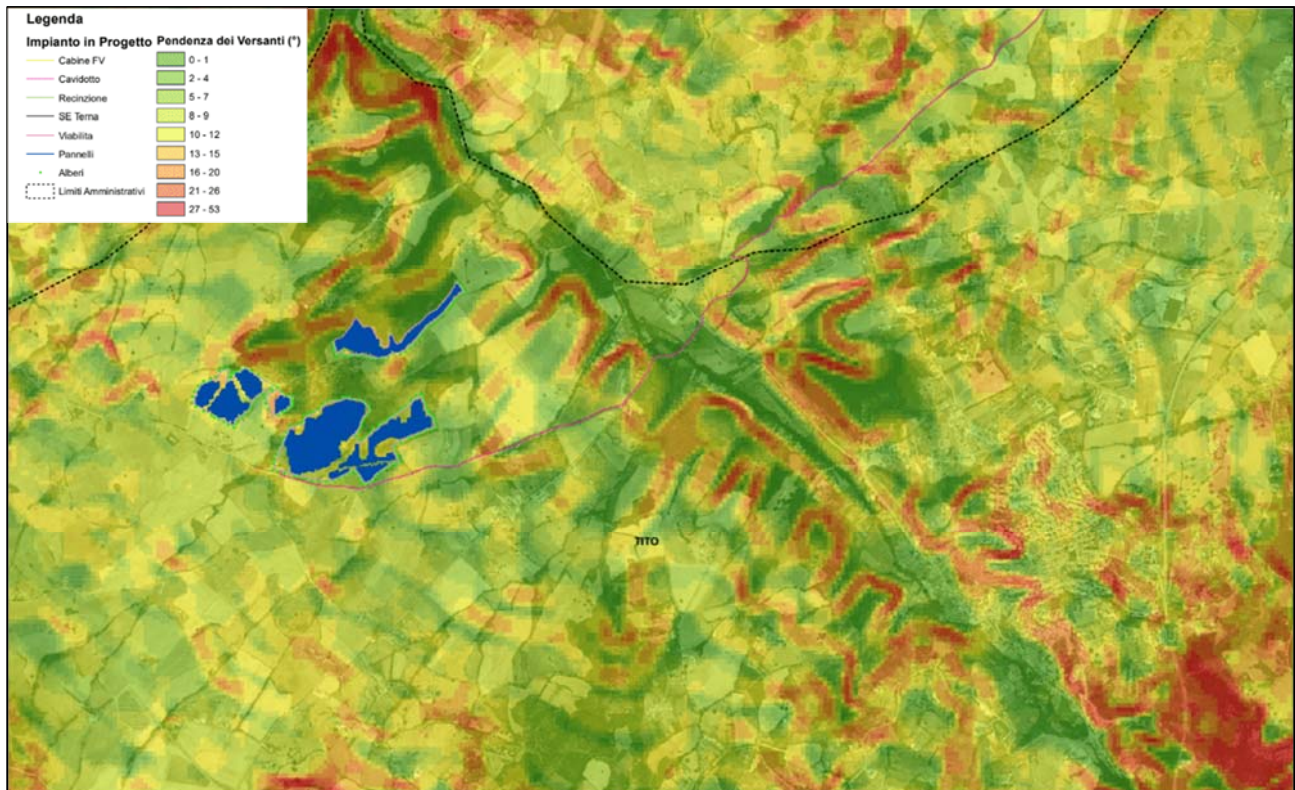 Legenda
Impianto in Progetto Pendenza dei Versanti (°)
Cabine FV
Cavidotto
Recinzione
SE Terna
Viabilita
Pannelli
Alberi
Limiti Amministrativi
0 - 1
2 - 4
5 - 7
8 - 9
10 - 12
13 - 15
16 - 20
21 - 26
27 - 53
TITO